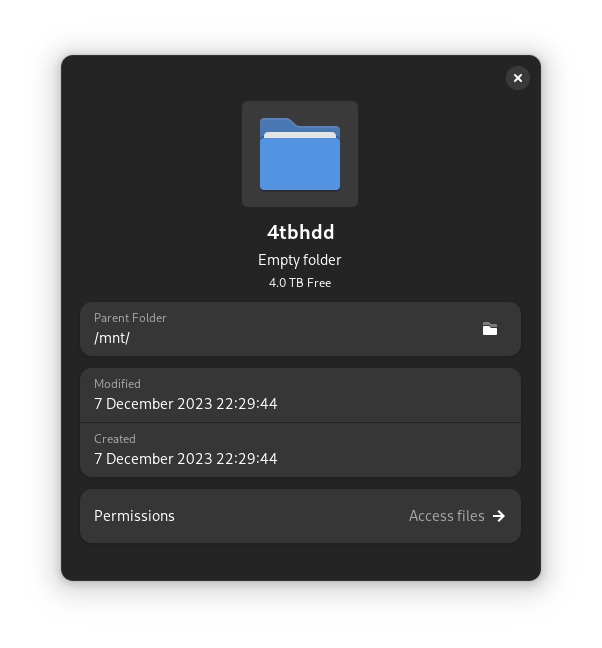 4tbhdd
Empty folder
4.0 TB Free
Parent Folder
/mnt/
Modified
7 December 2023 22:29:44
Created
7 December 2023 22:29:44
Permissions
Access files